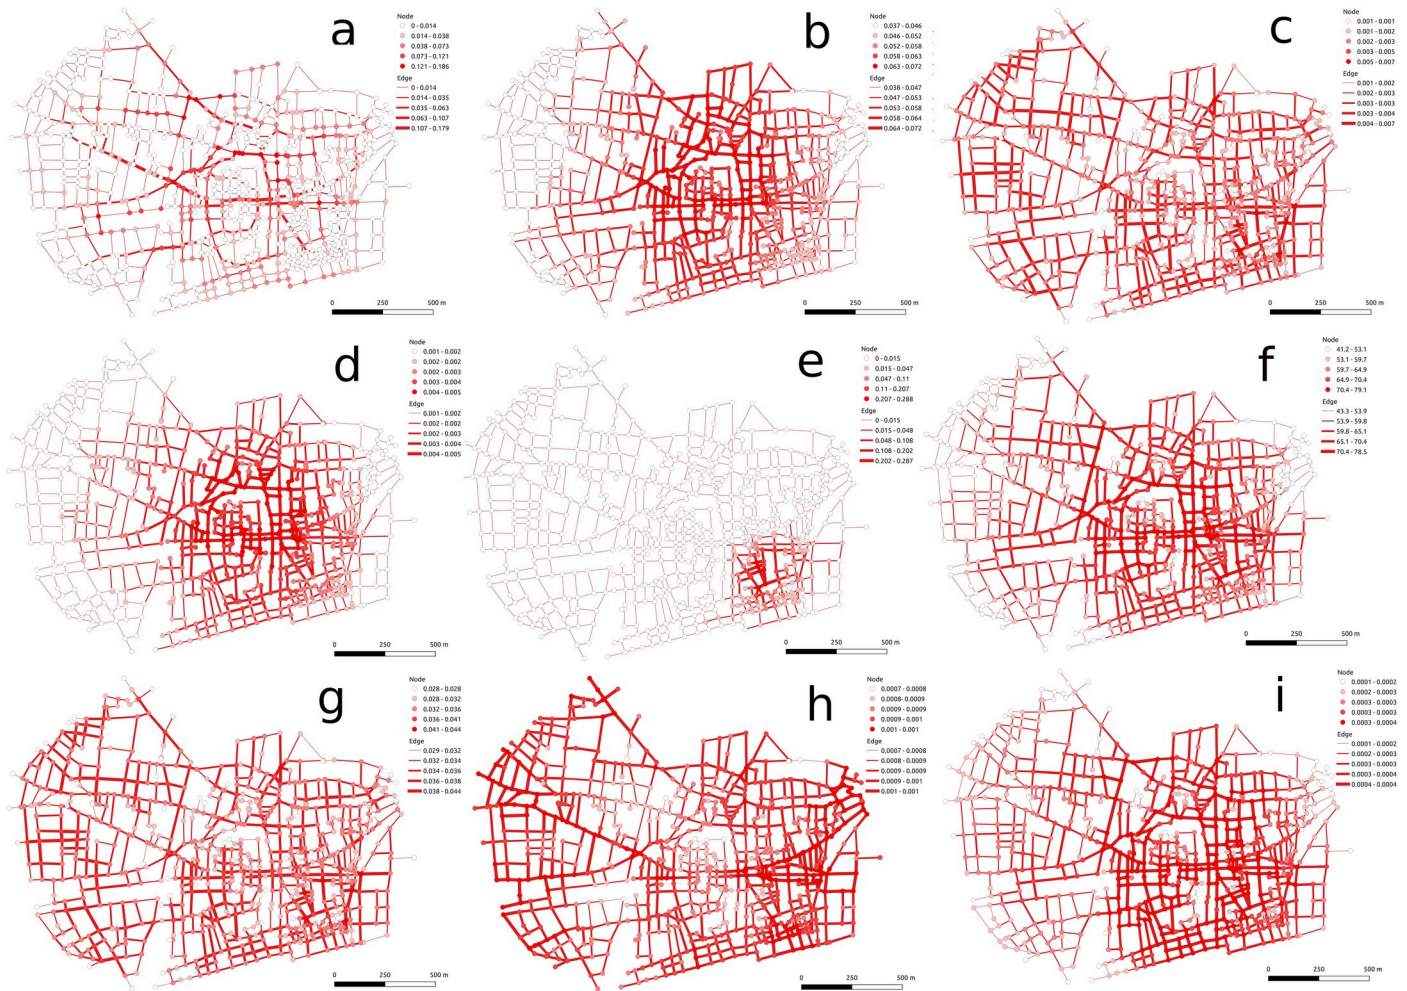 a
Node
0 - 0.014
0.014 - 0.038
0.038 - 0.073
0.073 - 0.121
0.121 - 0.186
Edge
0 - 0.014
0.014 - 0.035
0.035 - 0.063
0.063 - 0.107
0.107 - 0.179
0 250 500 m
b
Node
0.037 - 0.046
0.046 - 0.052
0.052 - 0.058
0.058 - 0.063
0.063 - 0.072
Edge
0.038 - 0.047
0.047 - 0.053
0.053 - 0.058
0.058 - 0.064
0.064 - 0.072
0 250 500 m
c
Node
0.001 - 0.001
0.001 - 0.002
0.002 - 0.003
0.003 - 0.005
0.005 - 0.007
Edge
0.001 - 0.002
0.002 - 0.003
0.003 - 0.003
0.003 - 0.004
0.004 - 0.007
0 250 500 m
d
Node
0.001 - 0.002
0.002 - 0.002
0.002 - 0.003
0.003 - 0.004
0.004 - 0.005
Edge
0.001 - 0.002
0.002 - 0.002
0.002 - 0.003
0.003 - 0.004
0.004 - 0.005
0 250 500 m
e
Node
0 - 0.015
0.015 - 0.047
0.047 - 0.11
0.11 - 0.207
0.207 - 0.288
Edge
0 - 0.015
0.015 - 0.048
0.048 - 0.108
0.108 - 0.202
0.202 - 0.287
0 250 500 m
f
Node
41.2 - 53.1
53.1 - 59.7
59.7 - 64.9
64.9 - 70.4
70.4 - 79.1
Edge
43.3 - 53.9
53.9 - 59.8
59.8 - 65.1
65.1 - 70.4
70.4 - 78.5
0 250 500 m
g
Node
0.028 - 0.028
0.028 - 0.032
0.032 - 0.036
0.036 - 0.041
0.041 - 0.044
Edge
0.029 - 0.032
0.032 - 0.034
0.034 - 0.036
0.036 - 0.038
0.038 - 0.044
0 250 500 m
h
Node
0.0007 - 0.0008
0.0008 - 0.0009
0.0009 - 0.0009
0.0009 - 0.001
0.001 - 0.001
Edge
0.0007 - 0.0008
0.0008 - 0.0009
0.0009 - 0.0009
0.0009 - 0.001
0.001 - 0.001
0 250 500 m
i
Node
0.0001 - 0.0002
0.0002 - 0.0003
0.0003 - 0.0003
0.0003 - 0.0003
0.0003 - 0.0004
Edge
0.0001 - 0.0002
0.0002 - 0.0003
0.0003 - 0.0003
0.0003 - 0.0004
0.0004 - 0.0004
0 250 500 m